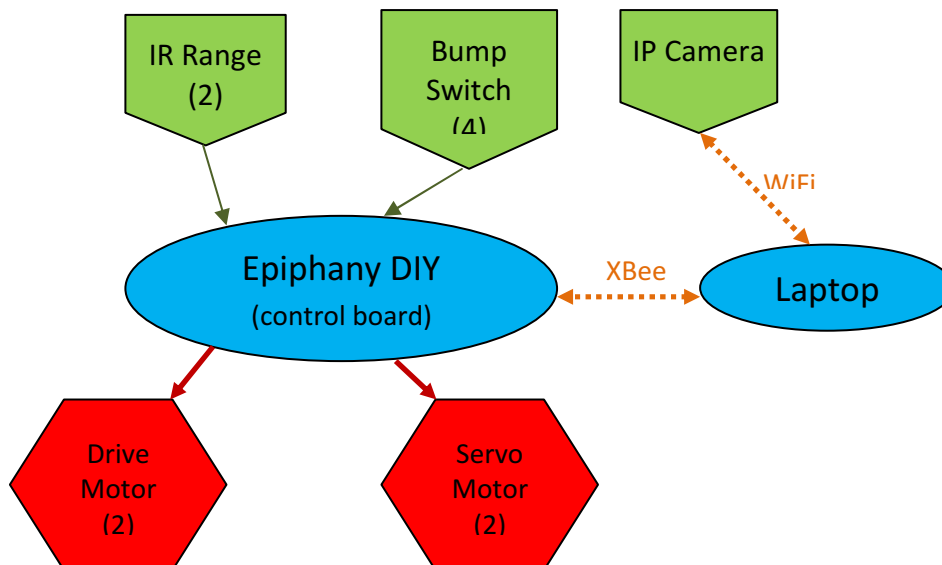 IR Range
(2)
Bump
Switch
(4)
IP Camera
WiFi
Epiphany DIY
(control board)
XBee
Laptop
Drive
Motor
(2)
Servo
Motor
(2)